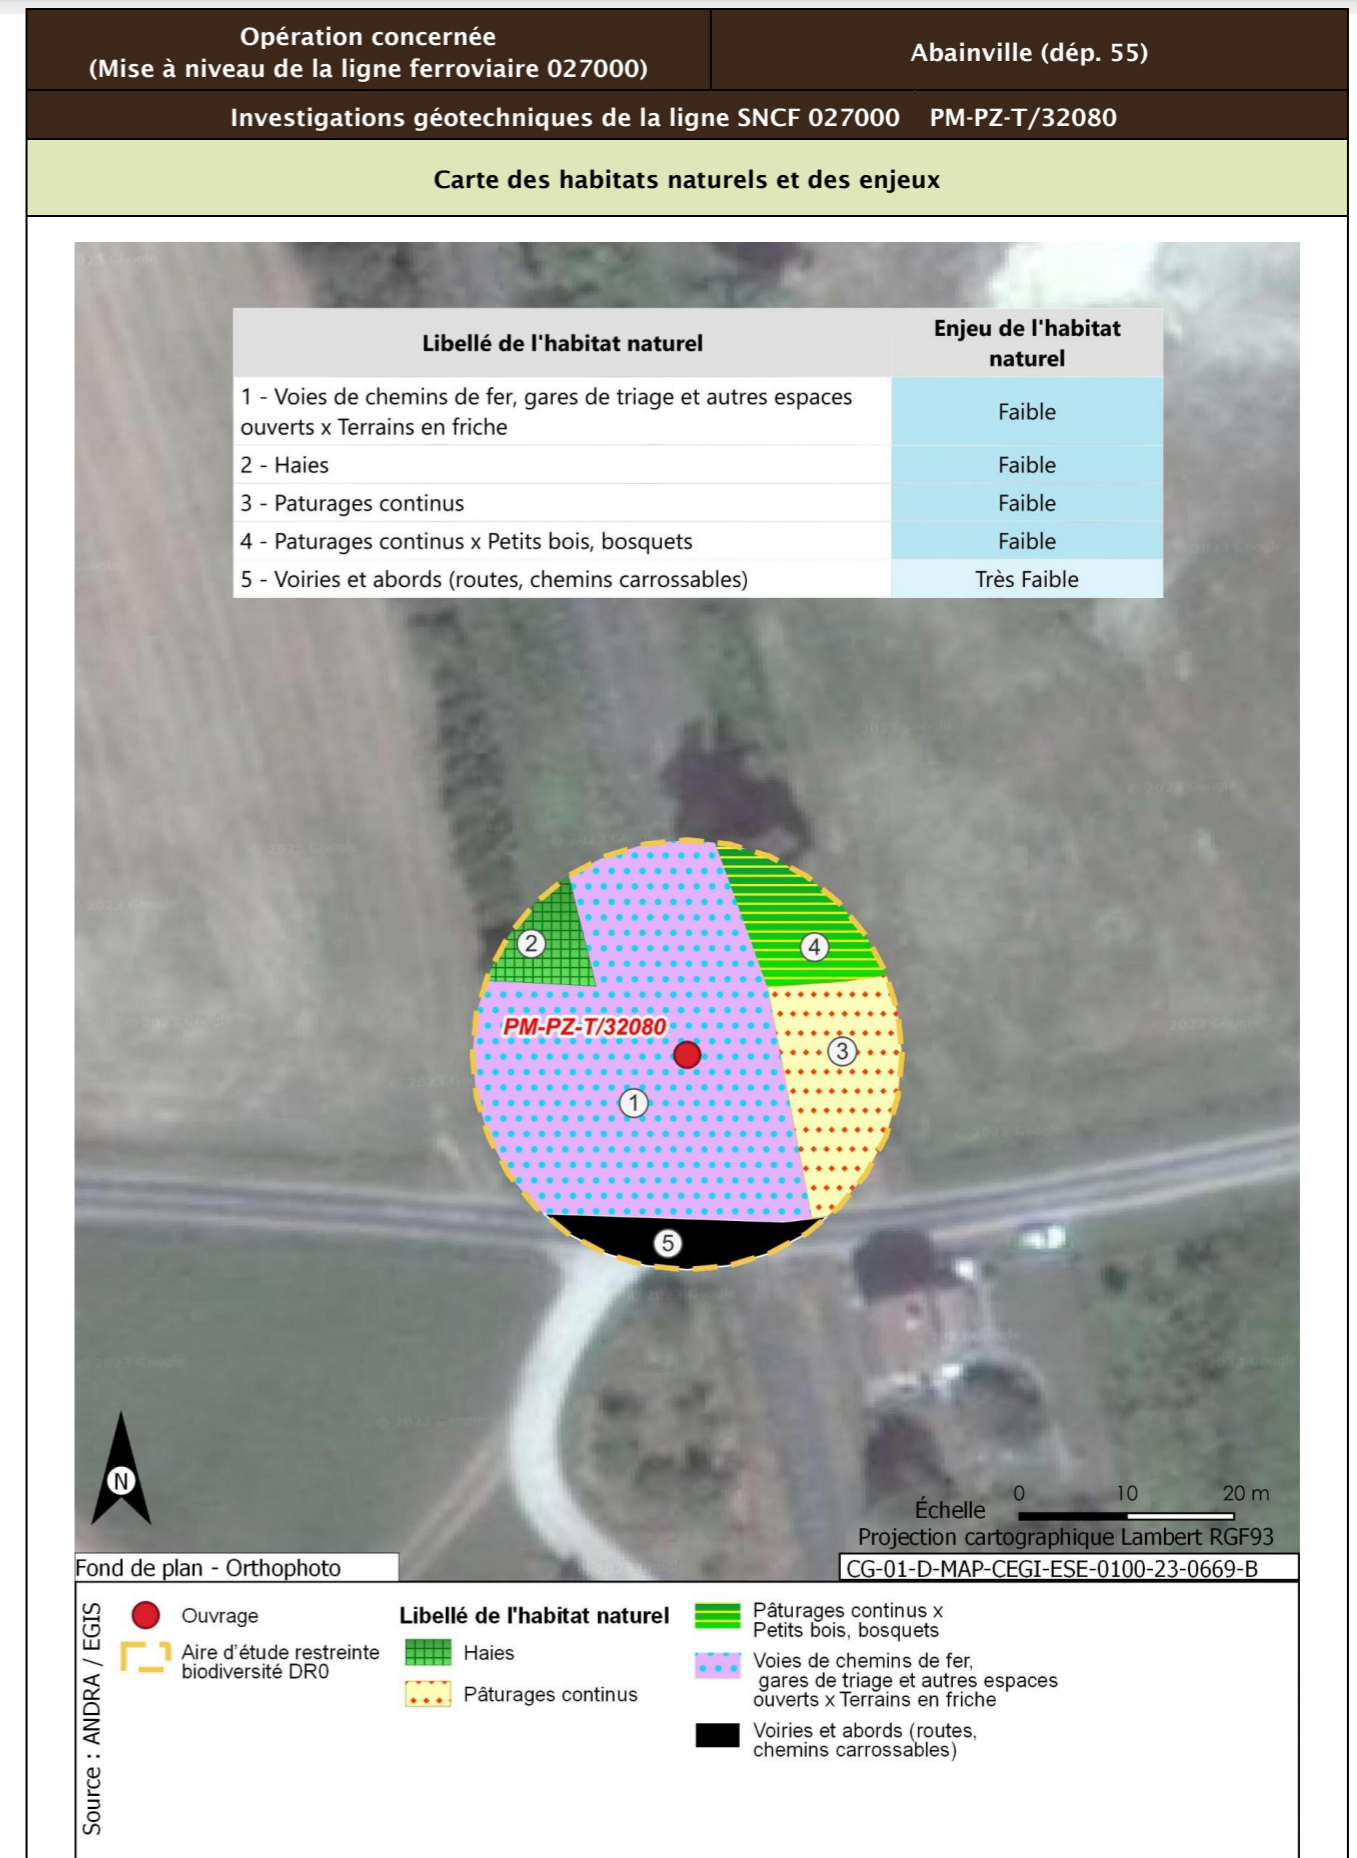 Opération concernée
(Mise à niveau de la ligne ferroviaire 027000)
Abainville (dép. 55)
Investigations géotechniques de la ligne SNCF 027000 PM-PZ-T/32080
Carte des habitats naturels et des enjeux
Libellé de l'habitat naturel
Enjeu de l'habitat
naturel
1 - Voies de chemins de fer, gares de triage et autres espaces
ouverts x Terrains en friche
Faible
2 - Haies
Faible
3 - Paturages continus
Faible
4 - Paturages continus x Petits bois, bosquets
Faible
5 - Voiries et abords (routes, chemins carrossables)
Très Faible
2
4
PM-PZ-T/32080
3
1
5
N
Échelle
0 10 20 m
Projection cartographique Lambert RGF93
Fond de plan - Orthophoto
CG-01-D-MAP-CEGI-ESE-0100-23-0669-B
Source : ANDRA / EGIS
Ouvrage
Aire d'étude restreinte
biodiversité DR0
Libellé de l'habitat naturel
Haies
Pâturages continus
Pâturages continus x
Petits bois, bosquets
Voies de chemins de fer,
gares de triage et autres espaces
ouverts x Terrains en friche
Voiries et abords (routes,
chemins carrossables)